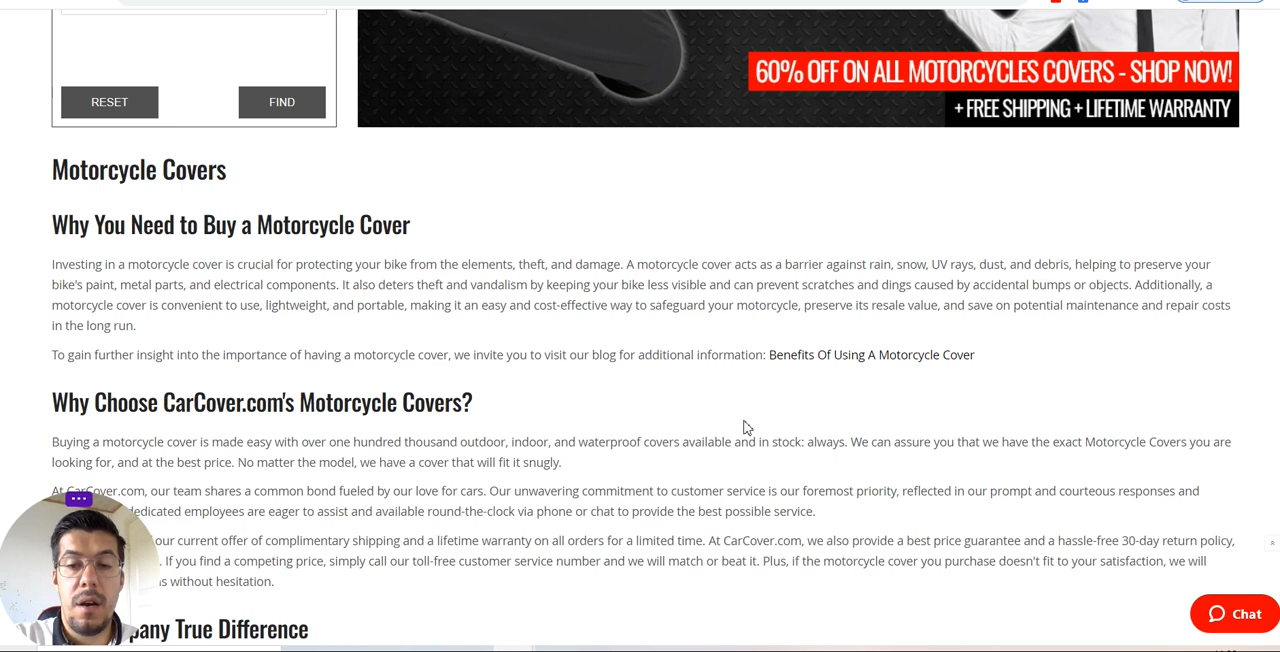 60% OFF ON ALL MOTORCYCLES COVERS - SHOP NOW!
RESET
FIND
+ FREE SHIPPING + LIFETIME WARRANTY
Motorcycle Covers
Why You Need to Buy a Motorcycle Cover
Investing in a motorcycle cover is crucial for protecting your bike from the elements, theft, and damage. A motorcycle cover acts as a barrier against rain, snow, UV rays, dust, and debris, helping to preserve your
bike's paint, metal parts, and electrical components. It also deters theft and vandalism by keeping your bike less visible and can prevent scratches and dings caused by accidental bumps or objects. Additionally, a
motorcycle cover is convenient to use, lightweight, and portable, making it an easy and cost-effective way to safeguard your motorcycle, preserve its resale value, and save on potential maintenance and repair costs
in the long run.
To gain further insight into the importance of having a motorcycle cover, we invite you to visit our blog for additional information: Benefits Of Using A Motorcycle Cover
Why Choose CarCover.com's Motorcycle Covers?
Buying a motorcycle cover is made easy with over one hundred thousand outdoor, indoor, and waterproof covers available and in stock: always. We can assure you that we have the exact Motorcycle Covers you are
looking for, and at the best price. No matter the model, we have a cover that will fit it snugly.
At CarCover.com, our team shares a common bond fueled by our love for cars. Our unwavering commitment to customer service is our foremost priority, reflected in our prompt and courteous responses and
dedicated employees are eager to assist and available round-the-clock via phone or chat to provide the best possible service.
our current offer of complimentary shipping and a lifetime warranty on all orders for a limited time. At CarCover.com, we also provide a best price guarantee and a hassle-free 30-day return policy,
. If you find a competing price, simply call our toll-free customer service number and we will match or beat it. Plus, if the motorcycle cover you purchase doesn't fit to your satisfaction, we will
without hesitation.
Chat
True Difference